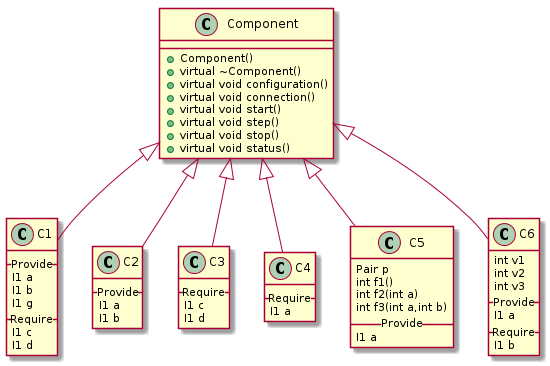 C Component
Component()
virtual ~Component()
virtual void configuration()
virtual void connection()
virtual void start()
virtual void step()
virtual void stop()
virtual void status()
C C1
Provide
I1 a
I1 b
I1 g
Require
I1 c
I1 d
C C2
Provide
I1 a
I1 b
C C3
Require
I1 c
I1 d
C C4
Require
I1 a
C C5
Pair p
int f1()
int f2(int a)
int f3(int a,int b)
Provide
I1 a
C C6
int v1
int v2
int v3
Provide
I1 a
Require
I1 b